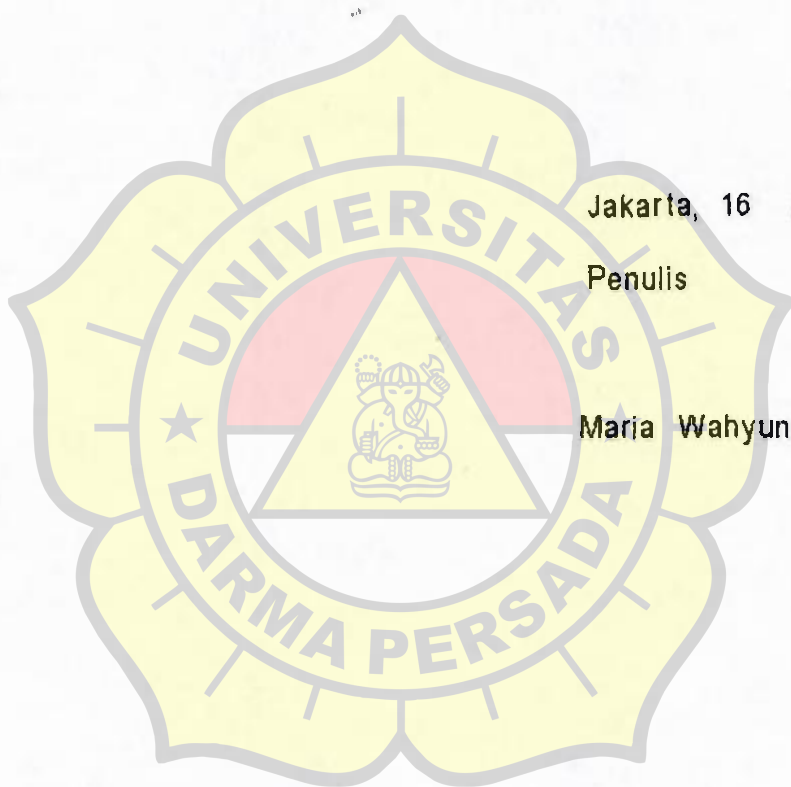 Jakarta, 16
Penulis
Maria Wahyun
UNIVERSITAS
DARMA PERSADA